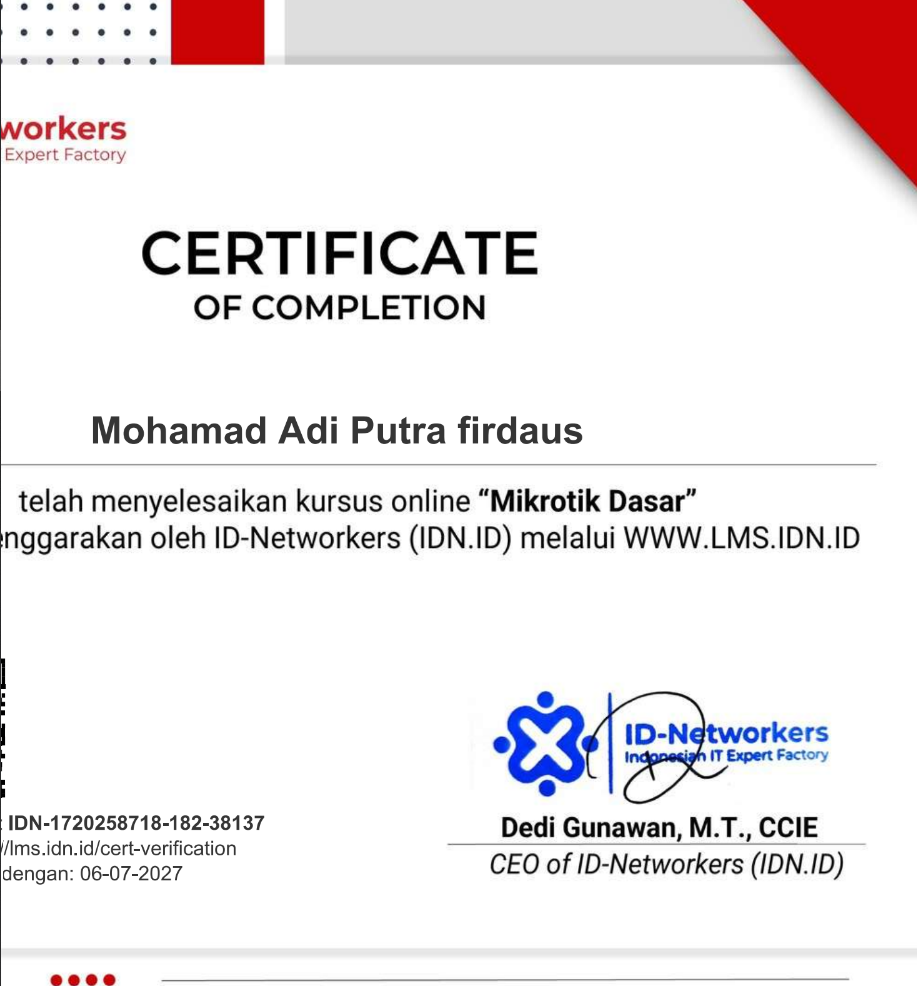 workers
Expert Factory
CERTIFICATE
OF COMPLETION
Mohamad Adi Putra firdaus
telah menyelesaikan kursus online “Mikrotik Dasar”
nggarakan oleh ID-Networkers (IDN.ID) melalui WWW.LMS.IDN.ID
ID-Networkers
Indonesian IT Expert Factory
: IDN-1720258718-182-38137
//lms.idn.id/cert-verification
dengan: 06-07-2027
Dedi Gunawan, M.T., CCIE
CEO of ID-Networkers (IDN.ID)